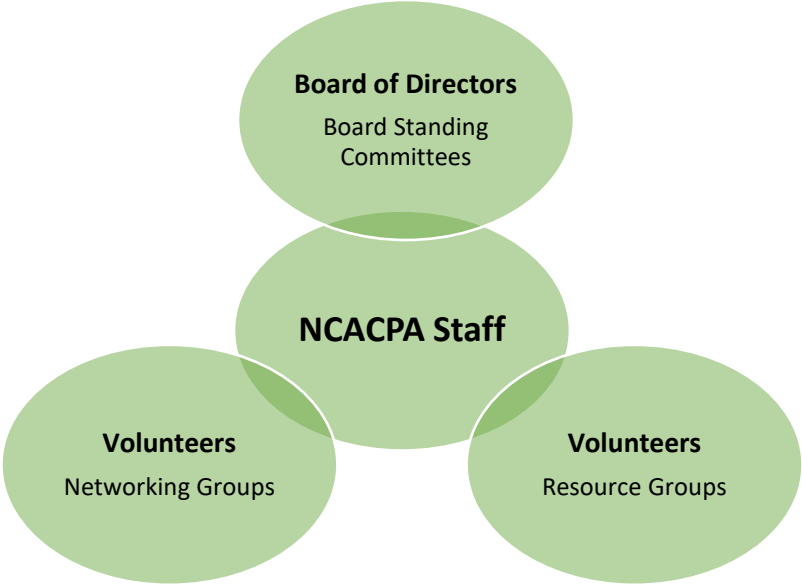 Board of Directors
Board Standing
Committees
NCACPA Staff
Volunteers
Networking Groups
Volunteers
Resource Groups